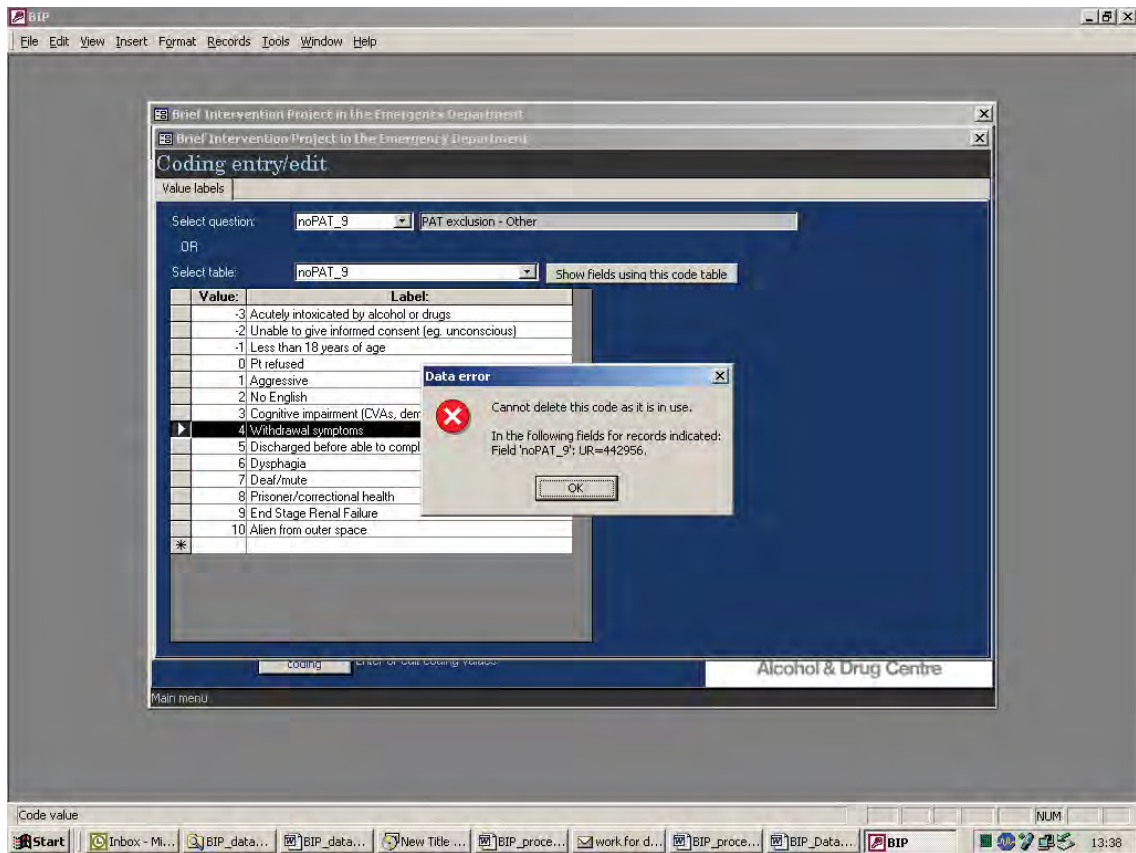 BIP
File Edit View Insert Format Records Tools Window Help
Brief Intervention Project in the Emergency Department
Brief Intervention Project in the Emergency Department
Coding entry/edit
Value labels
Select question: noPAT_9 PAT exclusion - Other
OR
Select table: noPAT_9 Show fields using this code table
Value: Label:
-3 Acutely intoxicated by alcohol or drugs
-2 Unable to give informed consent (eg. unconscious)
-1 Less than 18 years of age
0 Pt refused
1 Aggressive
2 No English
3 Cognitive impairment (CVAs, dem
4 Withdrawal symptoms
5 Discharged before able to compl
6 Dysphagia
7 Deaf/mute
8 Prisoner/correctional health
9 End Stage Renal Failure
10 Alien from outer space
Data error
Cannot delete this code as it is in use.
In the following fields for records indicated:
Field 'noPAT_9': UR=442956.
OK
coding Enter or edit coding values
Alcohol & Drug Centre
Main menu
Code value NUM
Start Inbox - Mi... BIP_data... BIP_data... New Title ... BIP_proce... work for d... BIP_proce... BIP_Data... BIP 13:38